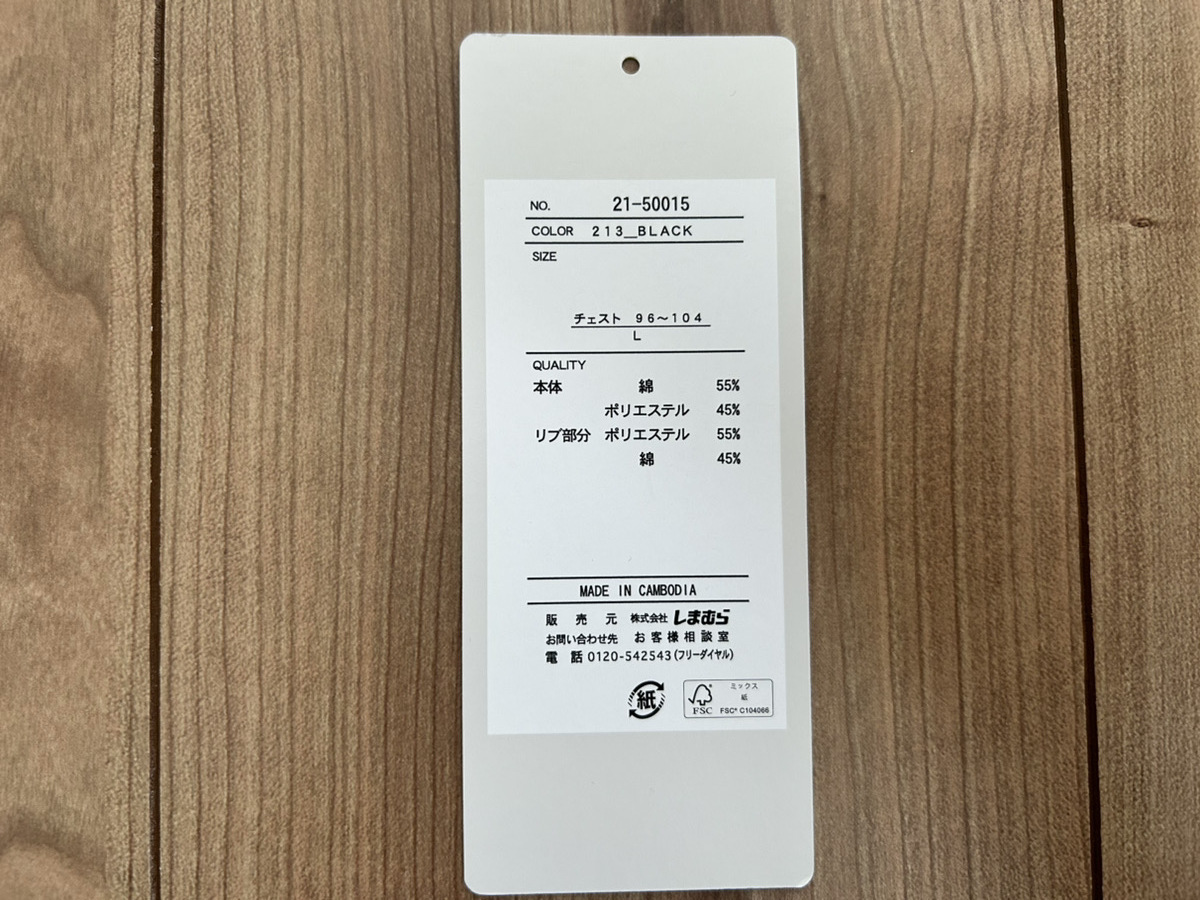 NO. 21-50015
COLOR 213__BLACK
SIZE
チェスト 96～104
L
QUALITY
本体 綿 55%
ポリエステル 45%
リブ部分 ポリエステル 55%
綿 45%
MADE IN CAMBODIA
販売元 株式会社 しまむら
お問い合わせ先 お客様相談室
電話 0120-542543(フリーダイヤル)
紙
FSC
ミックス
紙
FSC® C104066